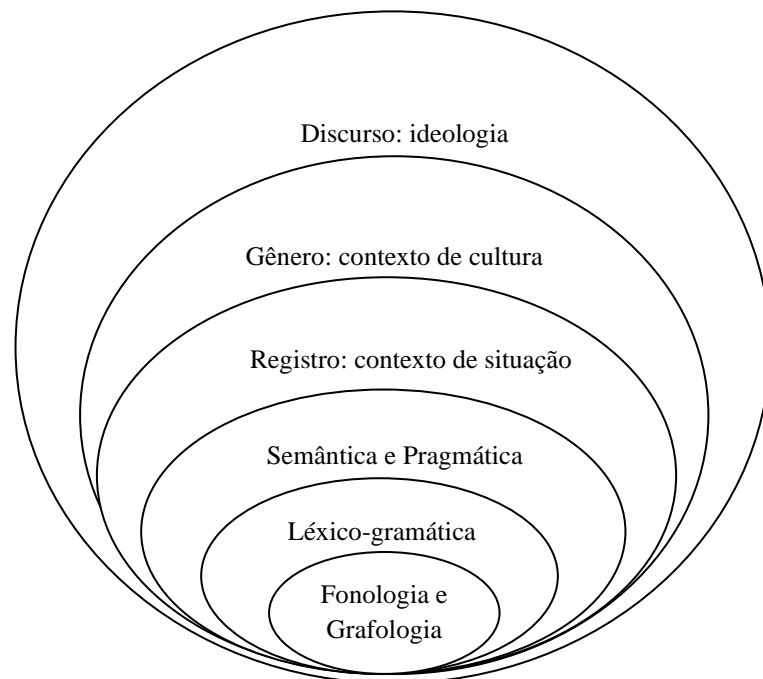 Discurso: ideologia
Gênero: contexto de cultura
Registro: contexto de situação
Semântica e Pragmática
Léxico-gramática
Fonologia e
Grafologia